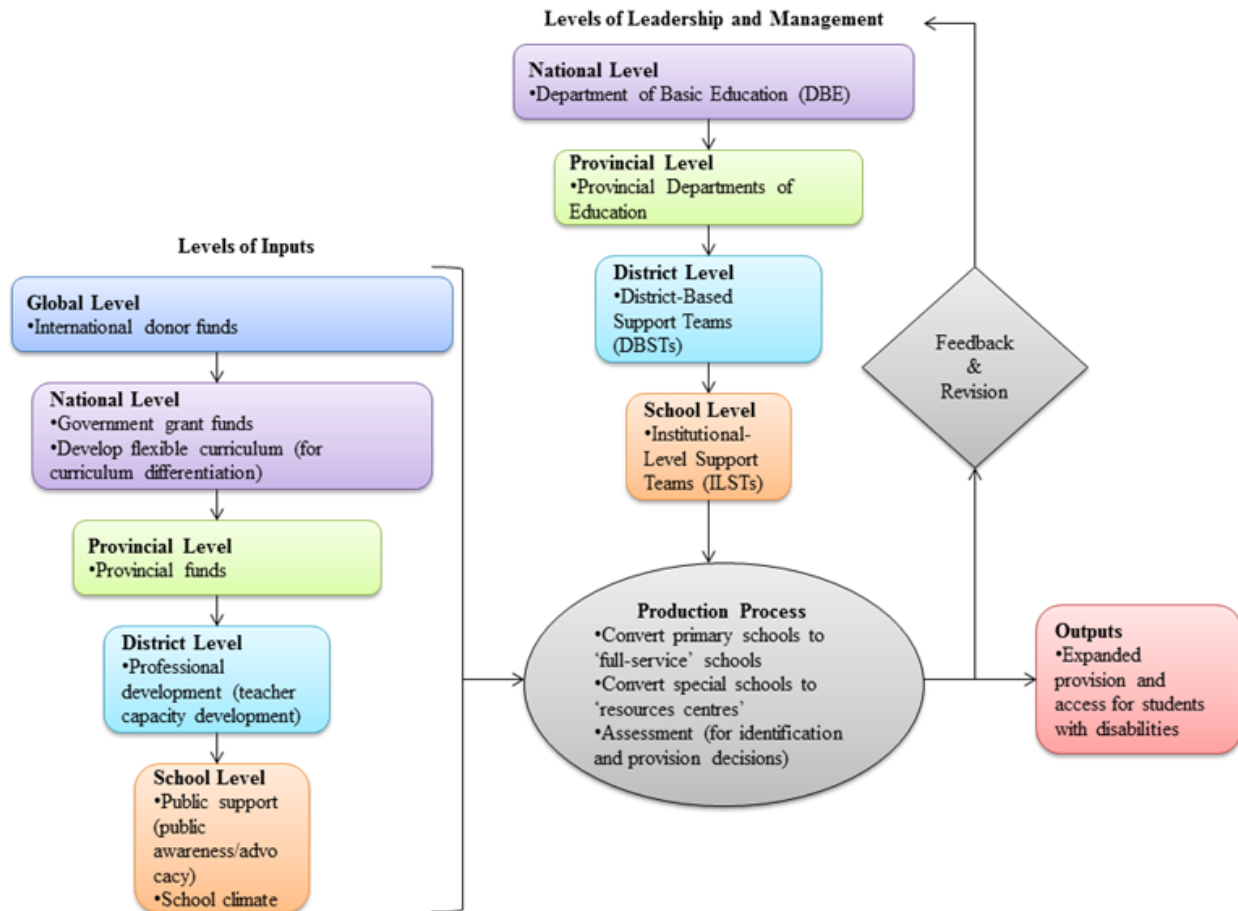 Levels of Leadership and Management
National Level
•Department of Basic Education (DBE)
Provincial Level
•Provincial Departments of
Education
District Level
•District-Based
Support Teams
(DBSTs)
School Level
•Institutional-
Level Support
Teams (ILSTs)
Levels of Inputs
Global Level
•International donor funds
National Level
•Government grant funds
•Develop flexible curriculum (for
curriculum differentiation)
Provincial Level
•Provincial funds
District Level
•Professional
development (teacher
capacity development)
School Level
•Public support
(public
awareness/advo
cacy)
•School climate
Production Process
•Convert primary schools to
‘full-service’ schools
•Convert special schools to
‘resources centres’
•Assessment (for identification
and provision decisions)
Feedback
&
Revision
Outputs
•Expanded
provision and
access for students
with disabilities